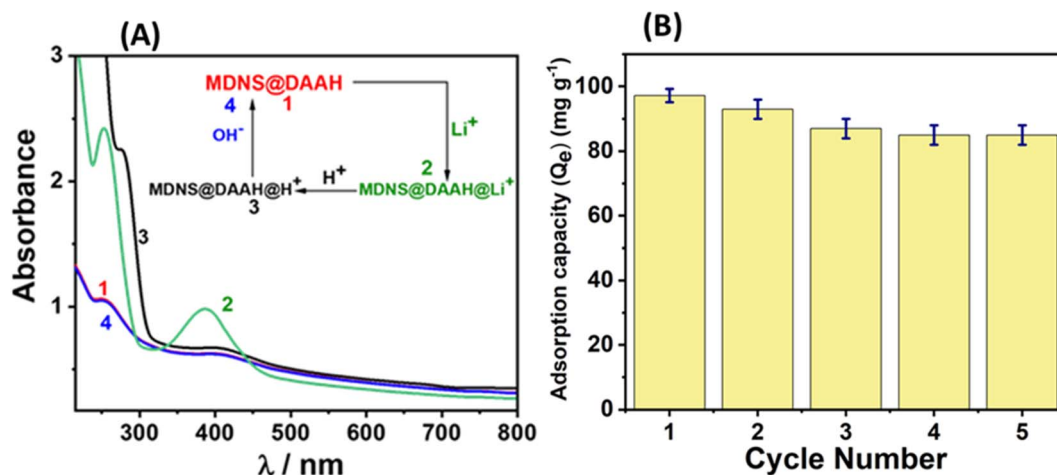 (A)
3
2
1
Absorbance
MDNS@DAAH
4 1
OH-
Li+
2
MDNS@DAAH@H+
H+
MDNS@DAAH@Li+
3
3
1
4
2
300 400 500 600 700 800
λ / nm
(B)
100
80
60
40
20
0
Adsorption capacity (Qe) (mg g-1)
1 2 3 4 5
Cycle Number